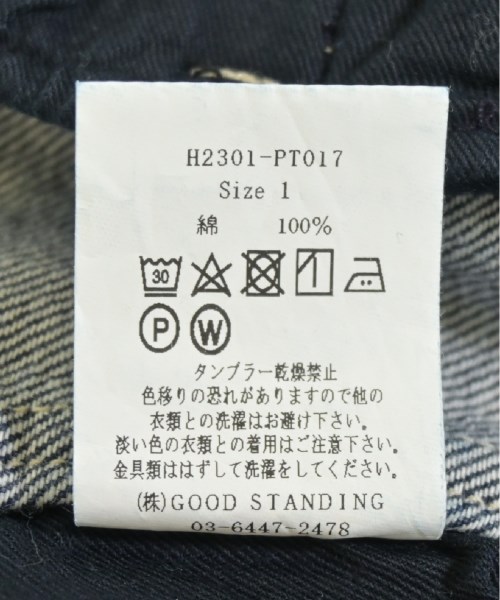 H2301-PT017
Size 1
綿 100%
30
P W
タンブラー乾燥禁止
色移りの恐れがありますので他の
衣類との洗濯はお避け下さい。
淡い色の衣類との着用はご注意下さい。
金具類ははずして洗濯をしてください。
(株)GOOD STANDING
03-6447-2478